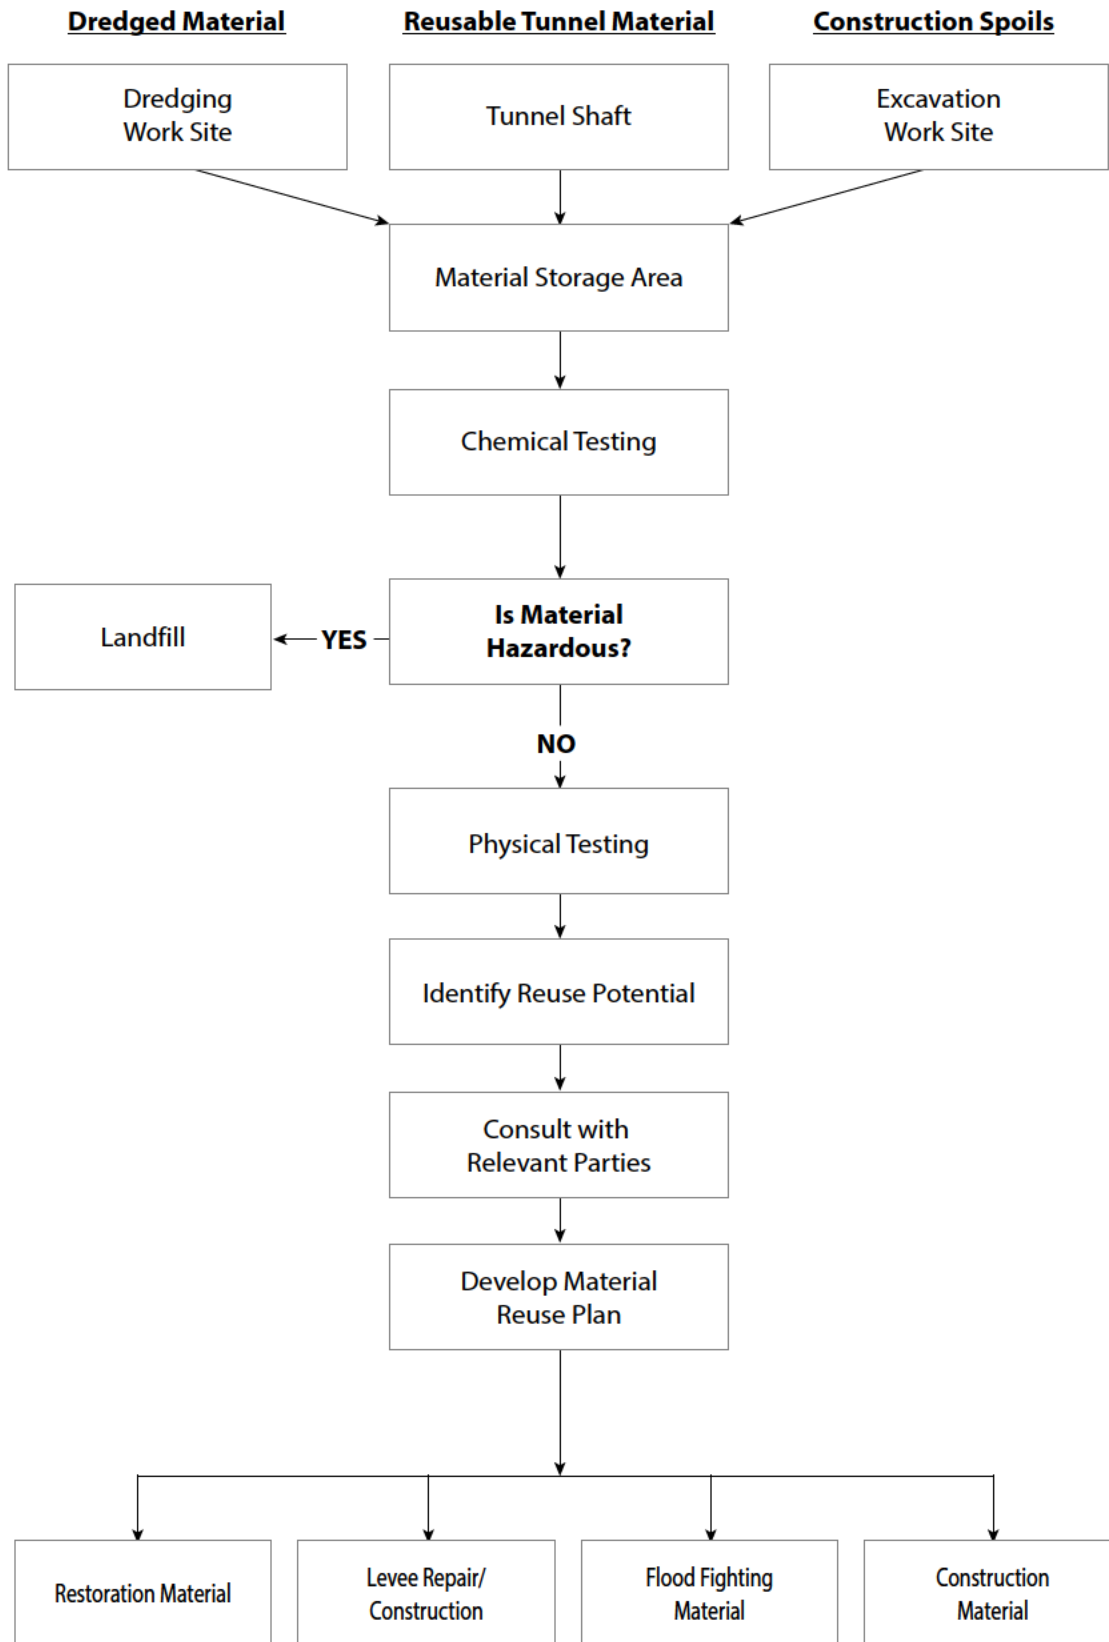 Dredged Material
Reusable Tunnel Material
Construction Spoils
Dredging
Work Site
Tunnel Shaft
Excavation
Work Site
Material Storage Area
Chemical Testing
Is Material
Hazardous?
YES
Landfill
NO
Physical Testing
Identify Reuse Potential
Consult with
Relevant Parties
Develop Material
Reuse Plan
Restoration Material
Levee Repair/
Construction
Flood Fighting
Material
Construction
Material